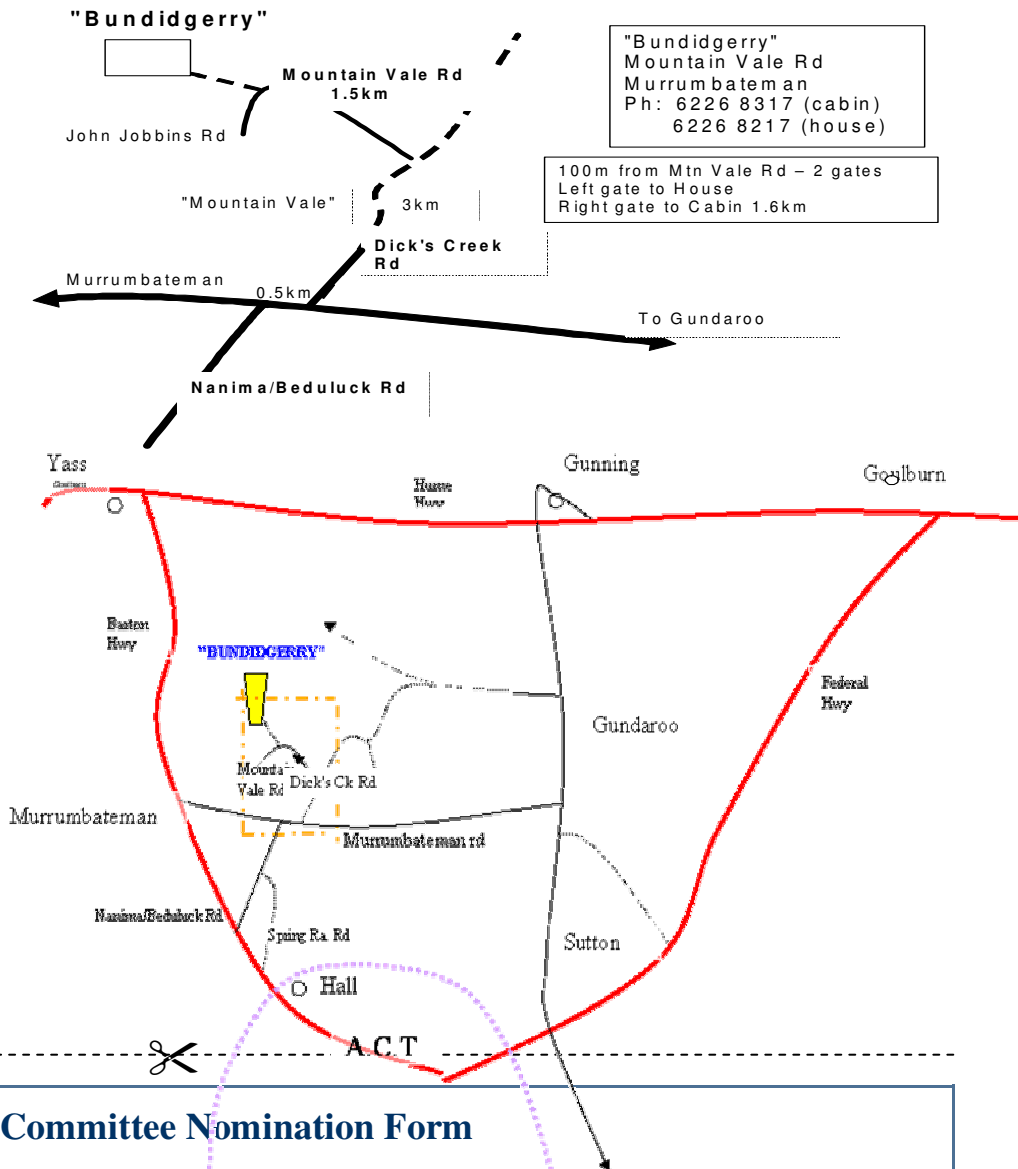 "Bundidgerry"
Mountain Vale Rd
1.5km
John Jobbins Rd
"Bundidgerry"
Mountain Vale Rd
Murrumbateman
Ph: 6226 8317 (cabin)
6226 8217 (house)
100m from Mtn Vale Rd – 2 gates
Left gate to House
Right gate to Cabin 1.6km
"Mountain Vale"
3km
Dick's Creek
Rd
Murrumbateman
0.5km
To Gundaroo
Nanima/Beduluck Rd
Yass
Gunning
Goulburn
Hume
Hwy
Barton
Hwy
"BUNDIDGERRY"
Federal
Hwy
Gundaroo
Mounta
Vale Rd
Dick's Ck Rd
Murrumbateman
Murrumbateman rd
Nanima/Beduluck Rd
Spring Ra. Rd
Sutton
Hall
A.C.T
Committee Nomination Form